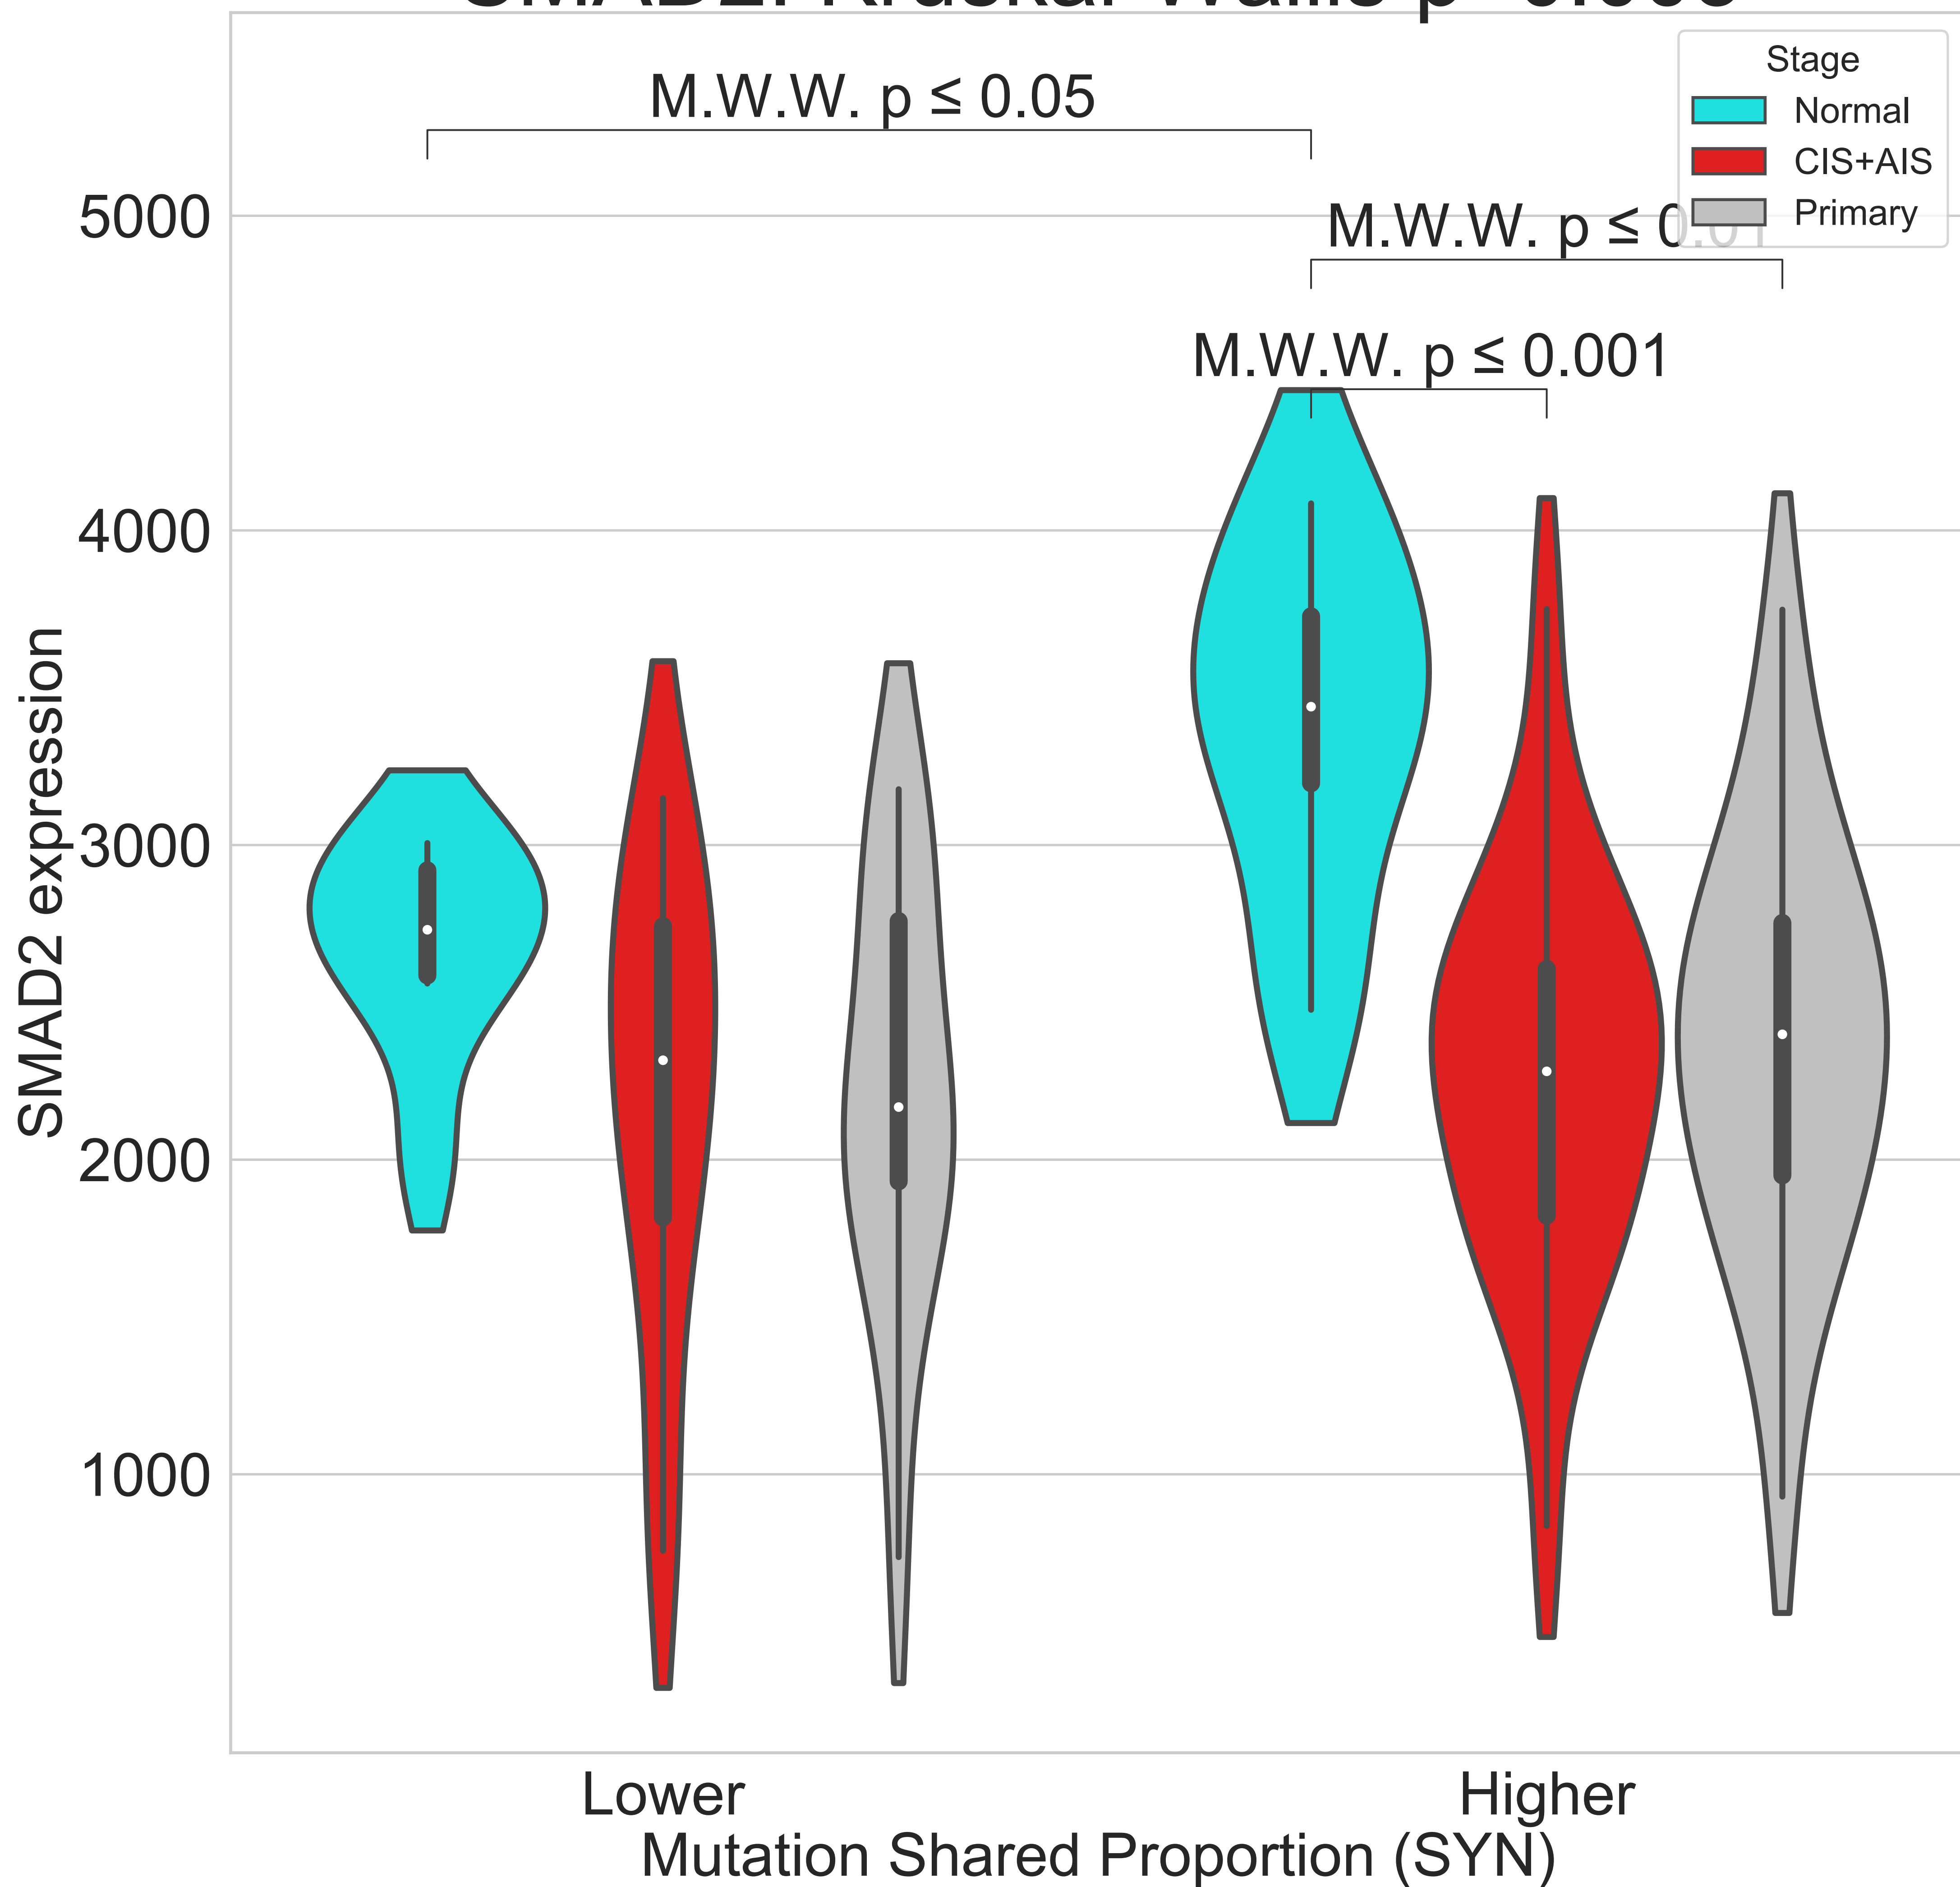 M.W.W. p ≤ 0.05
Stage
Normal
CIS+AIS
Primary
M.W.W. p ≤ 0.01
M.W.W. p ≤ 0.001
5000
4000
3000
2000
1000
SMAD2 expression
Lower
Higher
Mutation Shared Proportion (SYN)